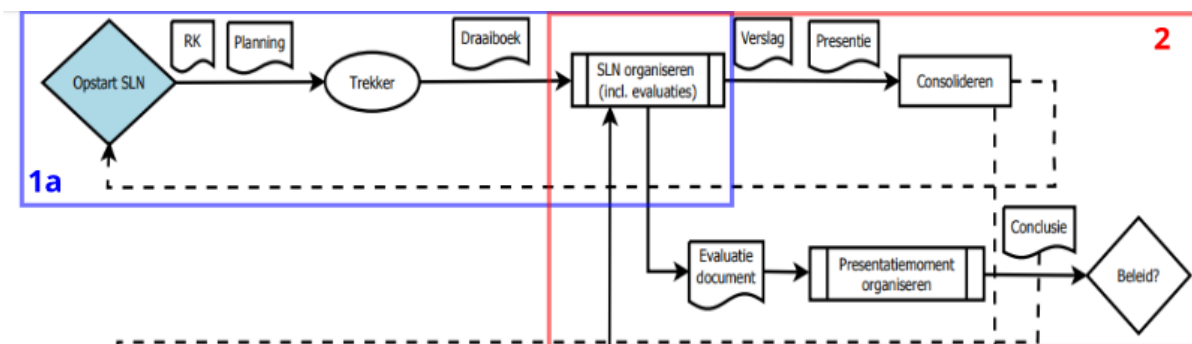 RK
Planning
Draaiboek
Verslag
Presentie
2
Opstart SLN
Trekker
SLN organiseren
(incl. evaluaties)
Consolideren
1a
Conclusie
Evaluatie
document
Presentatiemoment
organiseren
Beleid?